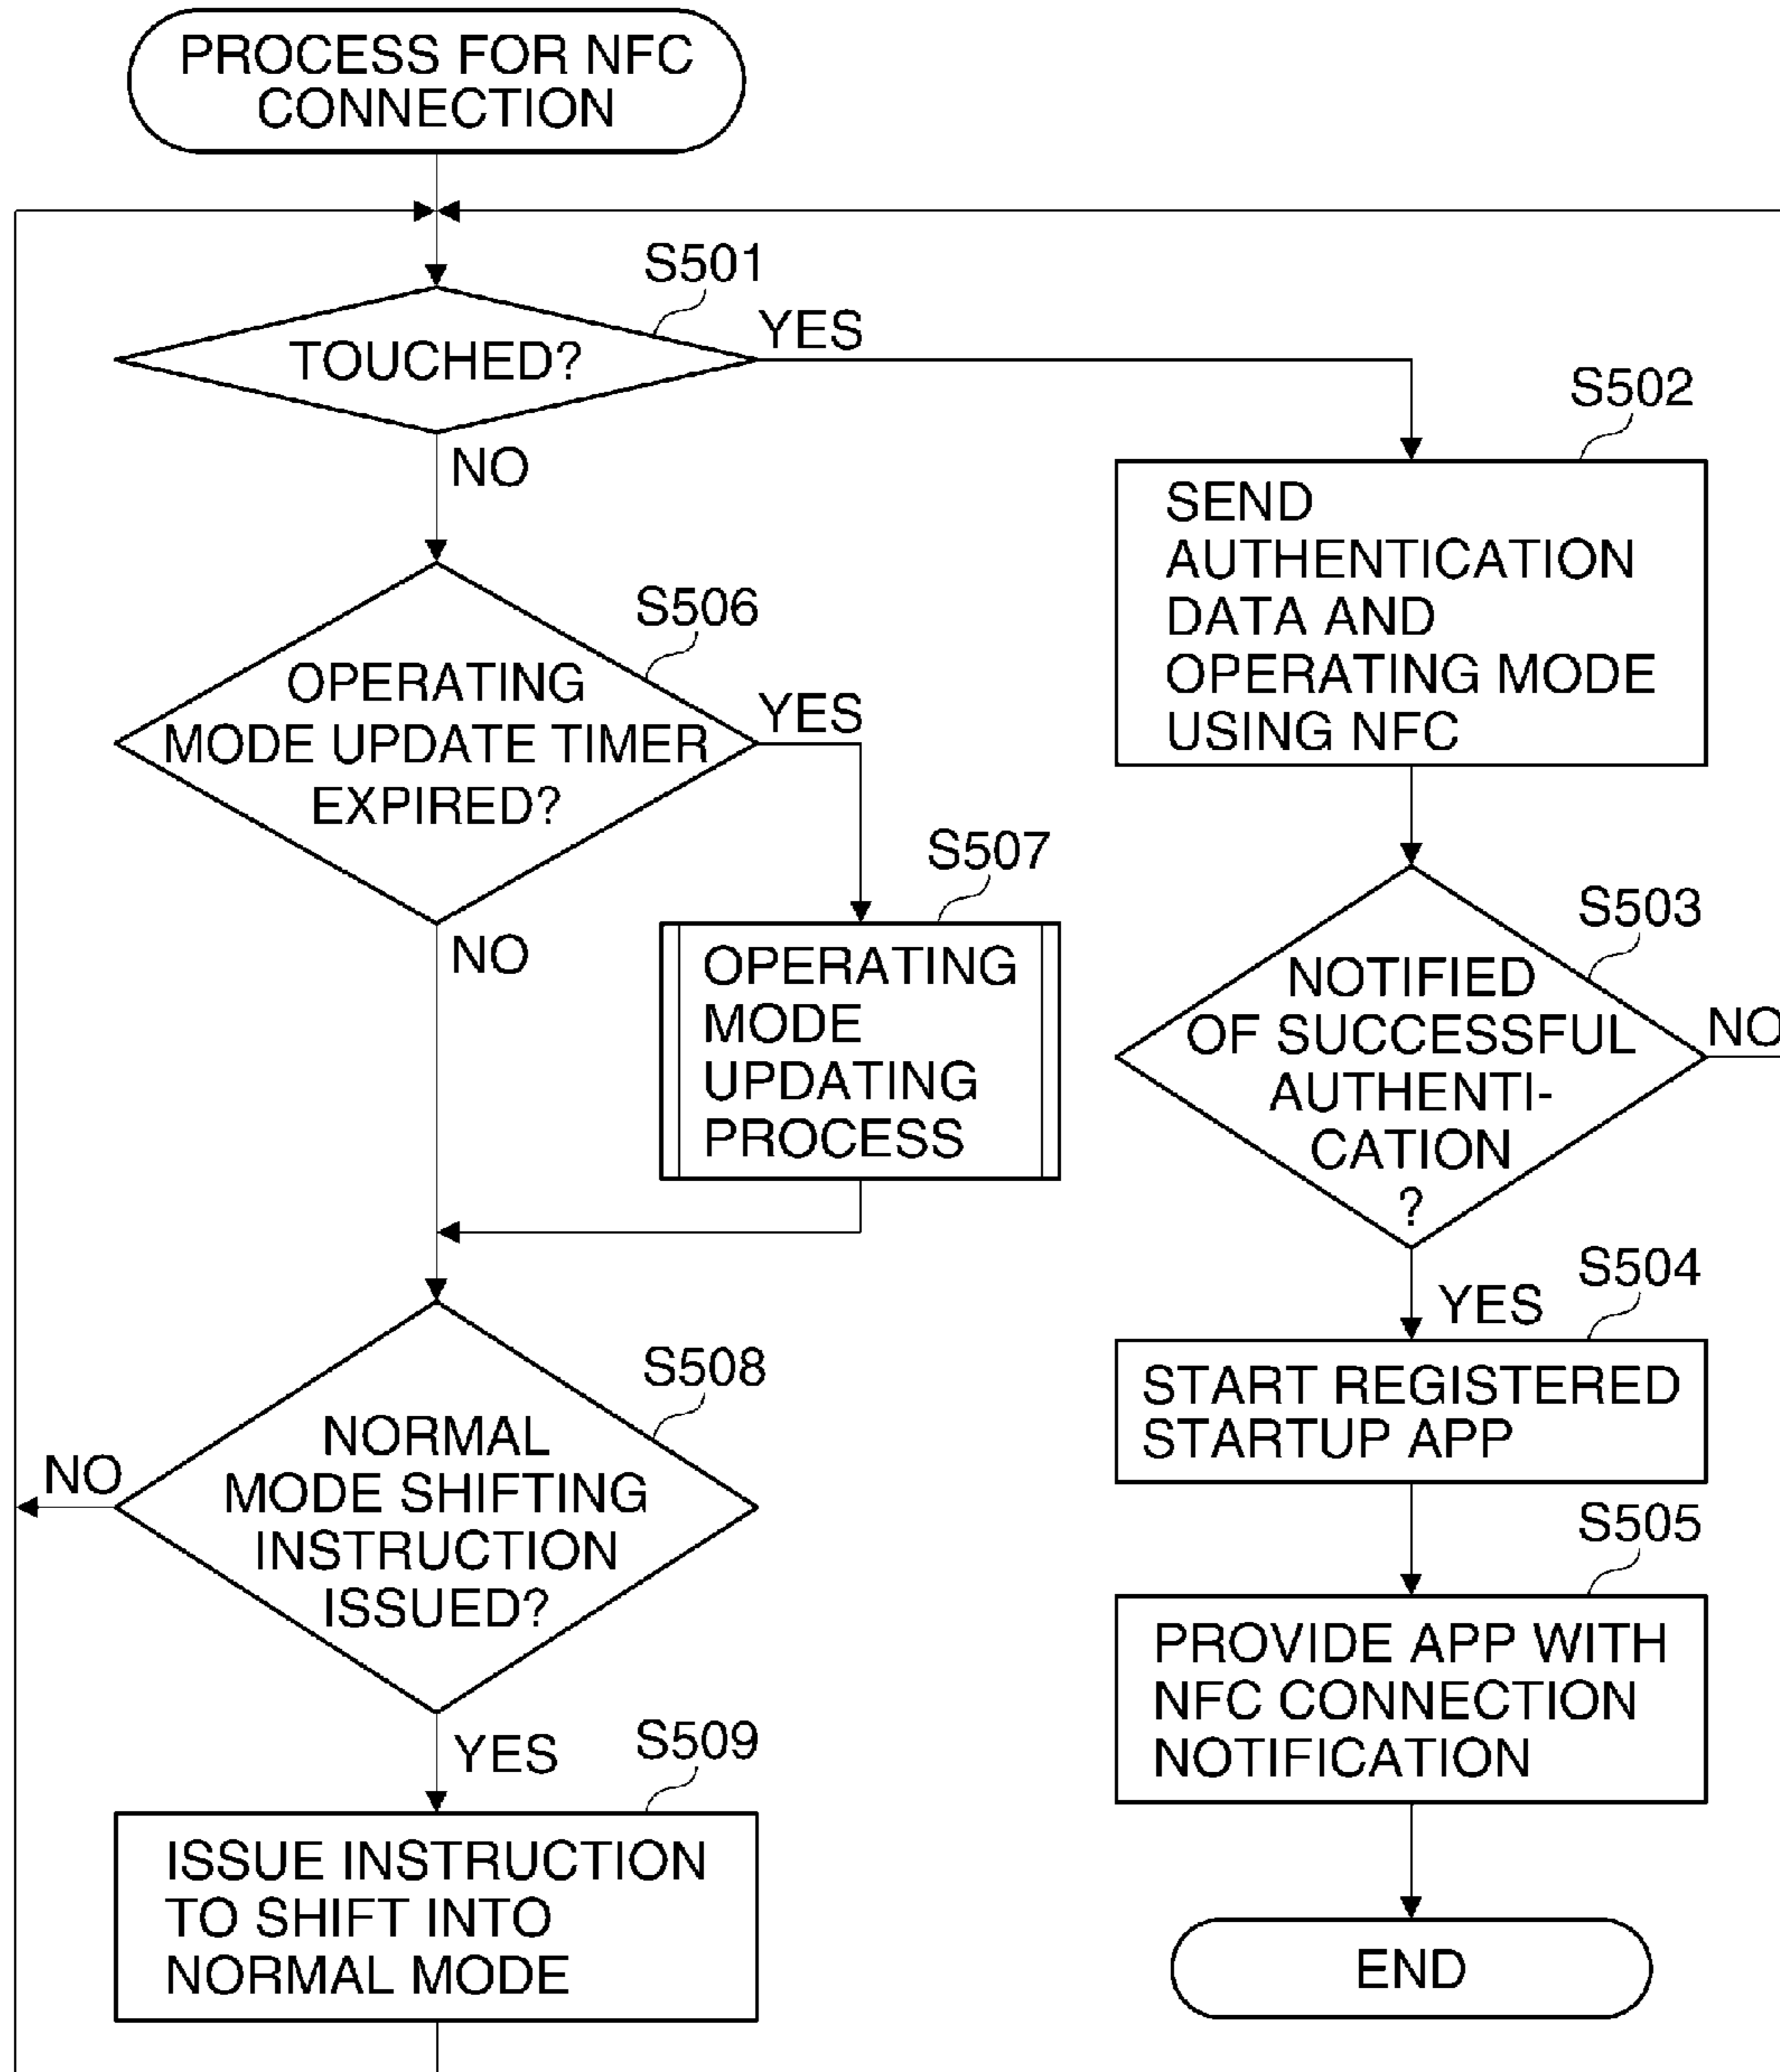 PROCESS FOR NFC
CONNECTION
S501
TOUCHED?
YES
NO
S502
SEND
AUTHENTICATION
DATA AND
OPERATING MODE
USING NFC
S506
OPERATING
MODE UPDATE TIMER
EXPIRED?
YES
NO
S507
OPERATING
MODE
UPDATING
PROCESS
S503
NOTIFIED
OF SUCCESSFUL
AUTHENTI-
CATION
?
NO
YES
S504
START REGISTERED
STARTUP APP
S508
NORMAL
MODE SHIFTING
INSTRUCTION
ISSUED?
NO
YES
S505
PROVIDE APP WITH
NFC CONNECTION
NOTIFICATION
S509
ISSUE INSTRUCTION
TO SHIFT INTO
NORMAL MODE
END